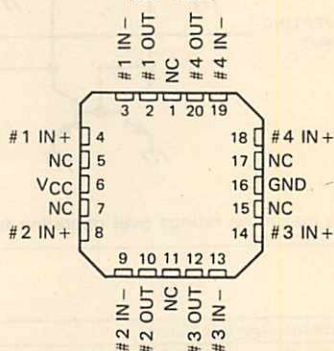 #1 IN−
#1 OUT
NC
#4 OUT
#4 IN−
3 2 1 20 19
#1 IN+ 4
NC 5
VCC 6
NC 7
#2 IN+ 8
18 #4 IN+
17 NC
16 GND
15 NC
14 #3 IN+
9 10 11 12 13
#2 IN−
#2 OUT
NC
#3 OUT
#3 IN−